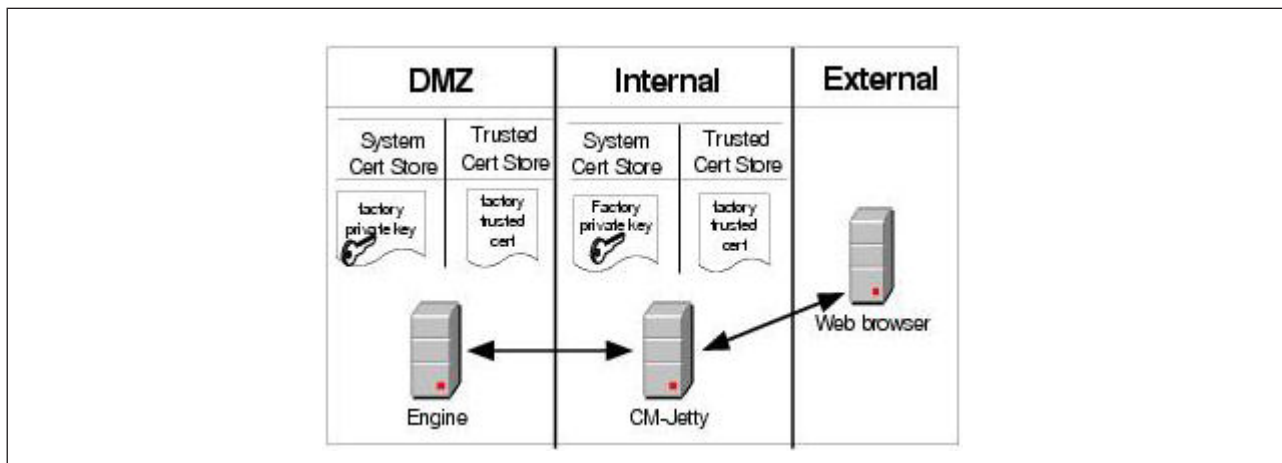 DMZ
Internal
External
System
Cert Store
Trusted
Cert Store
System
Cert Store
Trusted
Cert Store
factory
private key
factory
trusted
cert
Factory
private key
factory
trusted
cert
Web browser
Engine
CM-Jetty